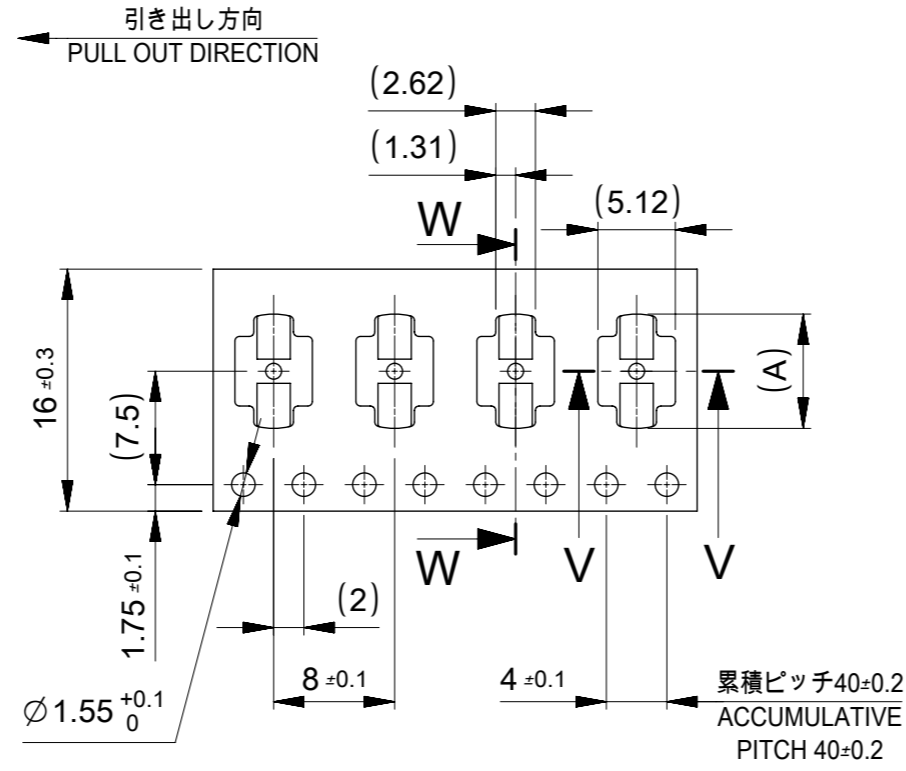 引き出し方向
PULL OUT DIRECTION
(2.62)
(1.31)
(5.12)
W
16 ±0.3
(7.5)
(A)
1.75 ±0.1
W
V
V
(2)
8 ±0.1
4 ±0.1
累積ピッチ40±0.2
ACCUMULATIVE
PITCH 40±0.2
∅1.55 +0.1
0